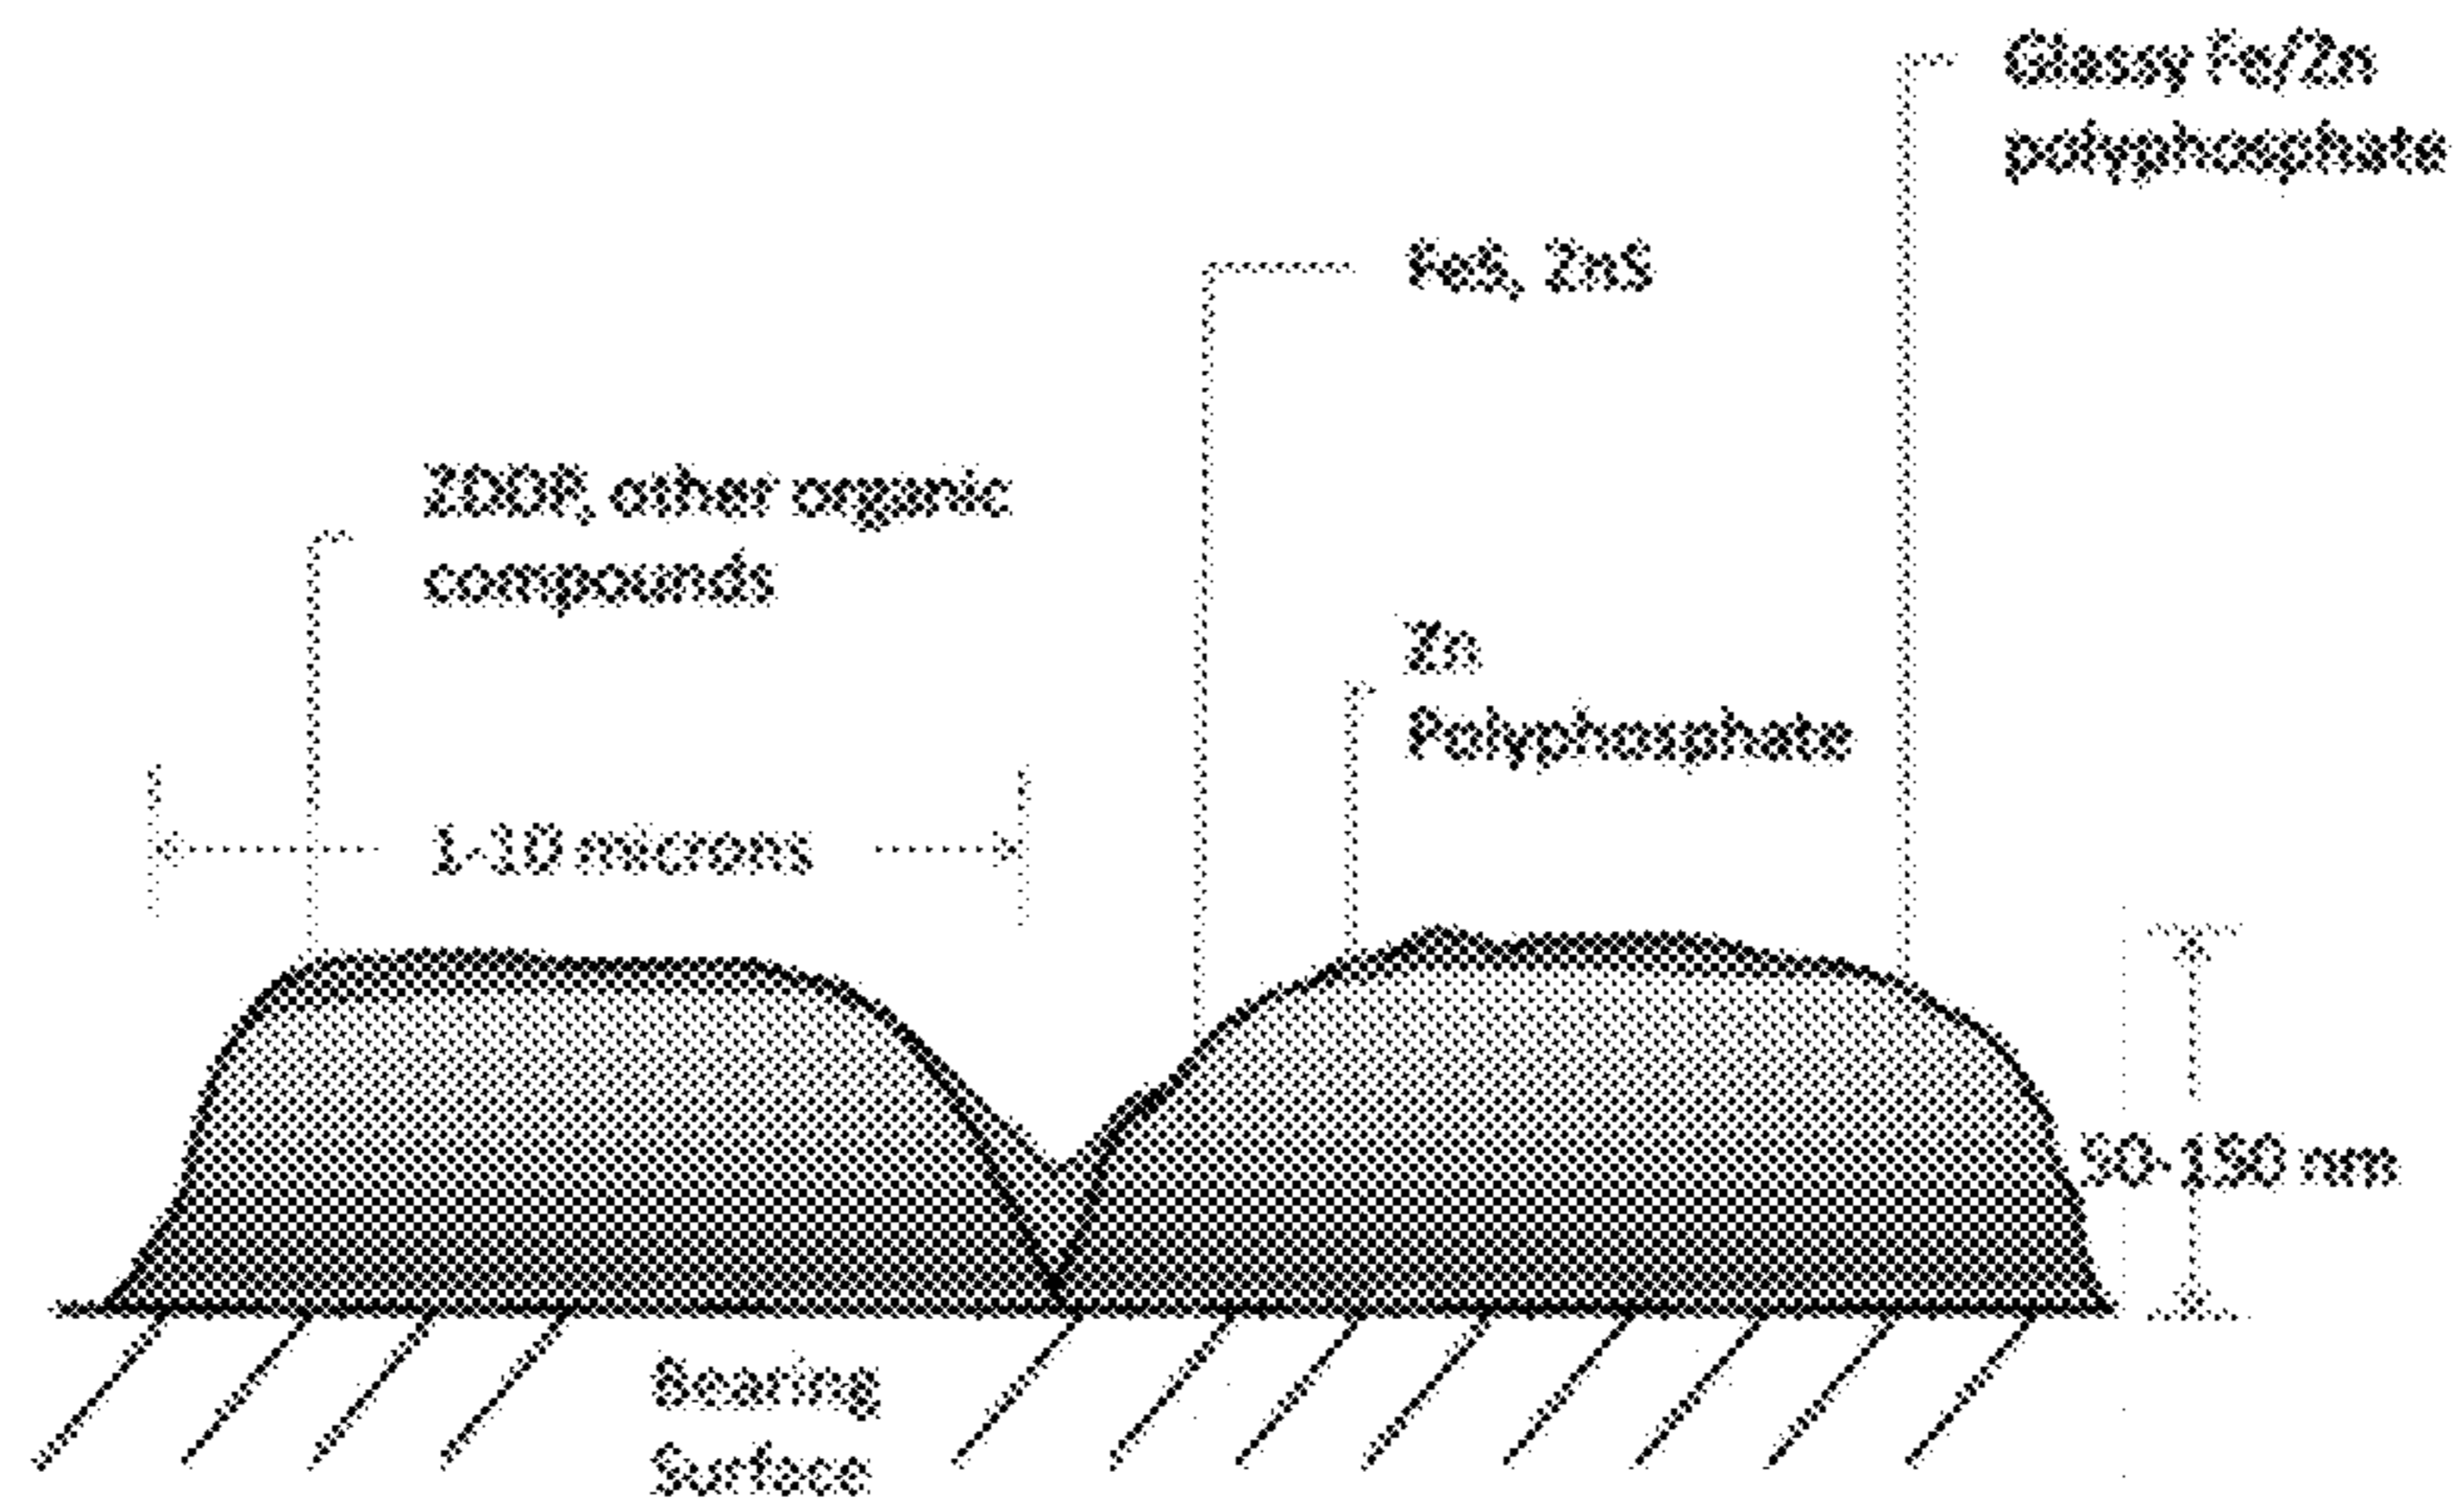 Glassy Fe/Zn
polyphosphate
FeS, ZnS
ZDDP, other organic
compounds
Zn
Polyphosphate
1-10 microns
50-150 nm
Bearing
Surface